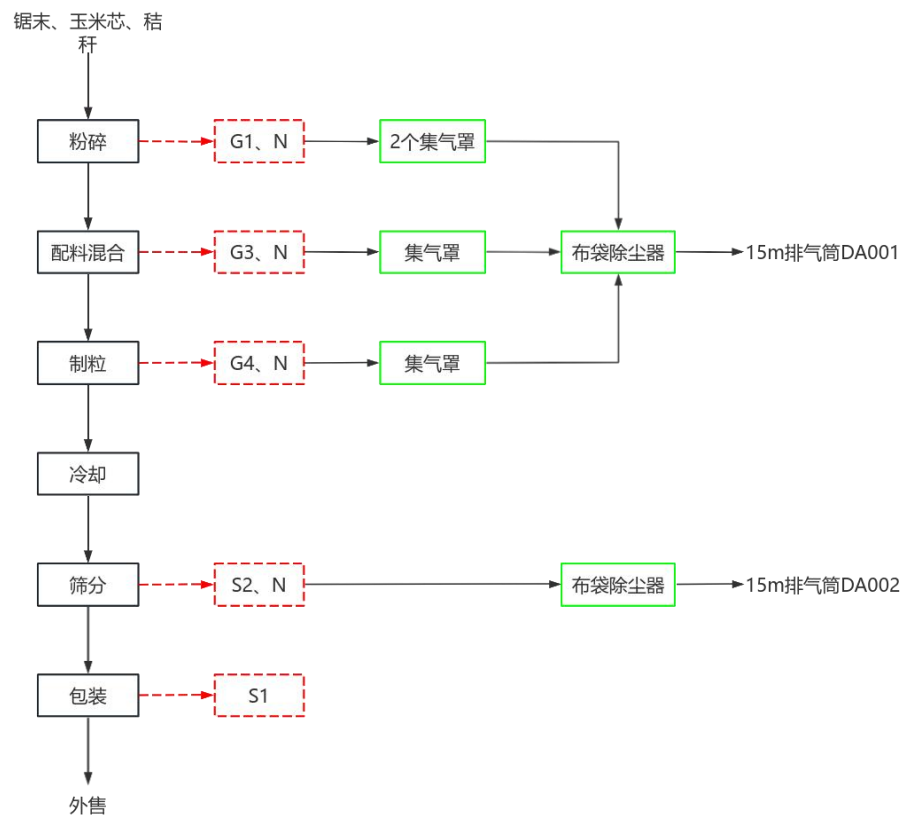 锯末、玉米芯、秸
秆
粉碎
G1、N
2个集气罩
配料混合
G3、N
集气罩
布袋除尘器
15m排气筒DA001
制粒
G4、N
集气罩
冷却
筛分
S2、N
布袋除尘器
15m排气筒DA002
包装
S1
外售